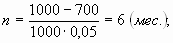 n = (1000 − 700) / (1000 · 0,05) = 6 (мес.),